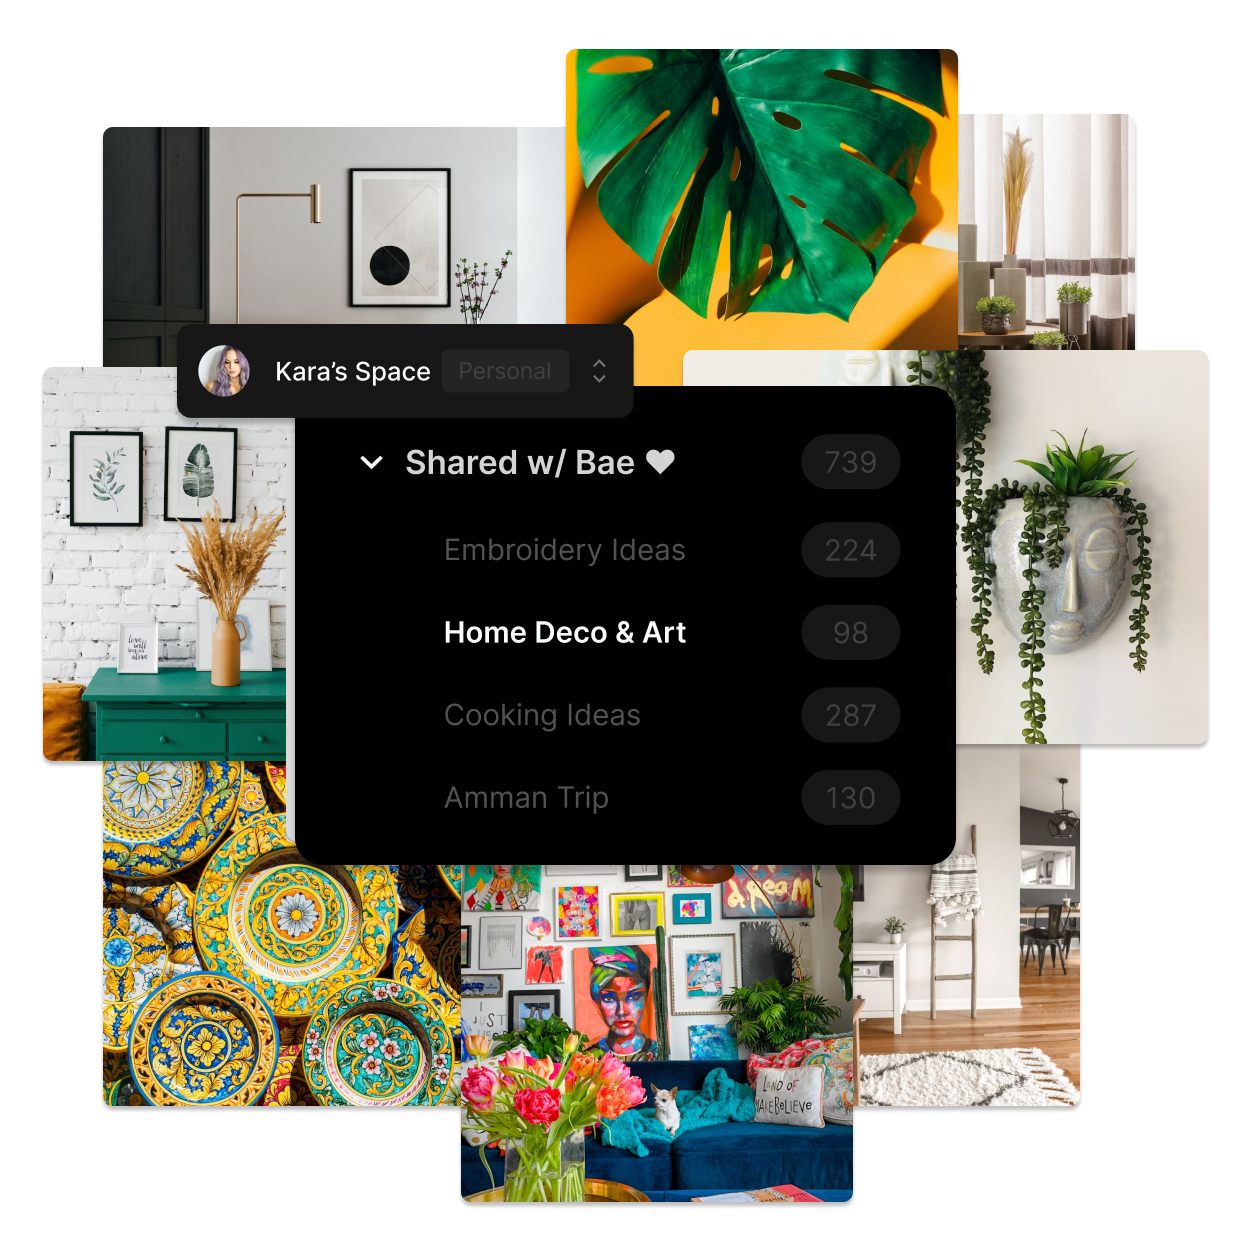 Kara’s Space
Personal
Shared w/ Bae ♥
739
Embroidery Ideas
224
Home Deco & Art
98
Cooking Ideas
287
Amman Trip
130
love
will
alive
dream
I
JUST
LAND OF
MAKEBELIEVE